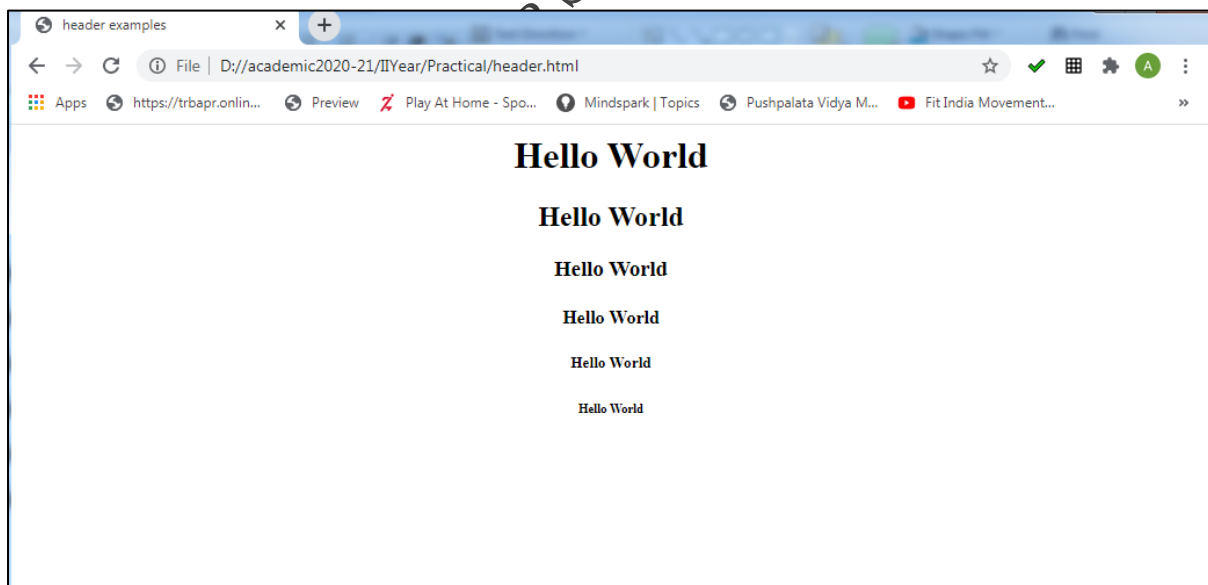 header examples
File | D://academic2020-21/IIYear/Practical/header.html
A
Apps https://trbapr.onlin... Preview Play At Home - Spo... Mindspark | Topics Pushpalata Vidya M... Fit India Movement... »
Hello World
Hello World
Hello World
Hello World
Hello World
Hello World